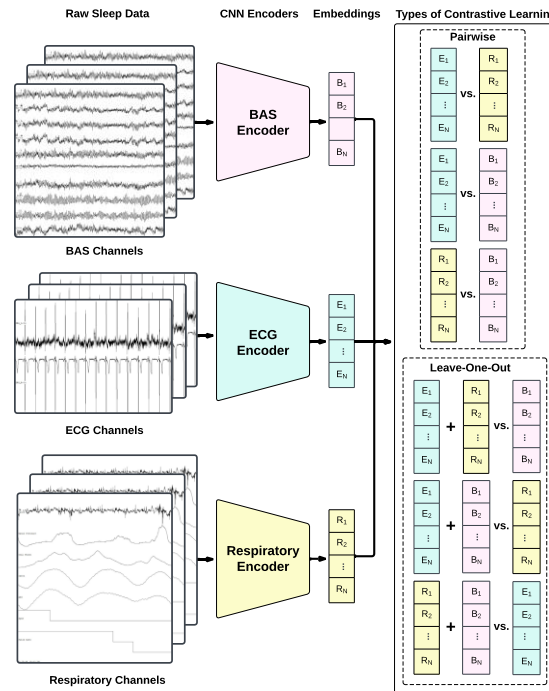 Raw Sleep Data
CNN Encoders
Embeddings
Types of Contrastive Learnin
BAS
Encoder
B1
B2
BN
BAS Channels
ECG
Encoder
E1
E2
⋮
EN
ECG Channels
Respiratory
Encoder
R1
R2
⋮
RN
Respiratory Channels
Pairwise
E1
E2
⋮
EN
vs.
R1
R2
⋮
RN
E1
E2
⋮
EN
vs.
B1
B2
⋮
BN
R1
R2
⋮
RN
vs.
B1
B2
⋮
BN
Leave-One-Out
E1
E2
⋮
EN
+
R1
R2
⋮
RN
vs.
B1
B2
⋮
BN
E1
E2
⋮
EN
+
B1
B2
⋮
BN
vs.
R1
R2
⋮
RN
R1
R2
⋮
RN
+
B1
B2
⋮
BN
vs.
E1
E2
⋮
EN